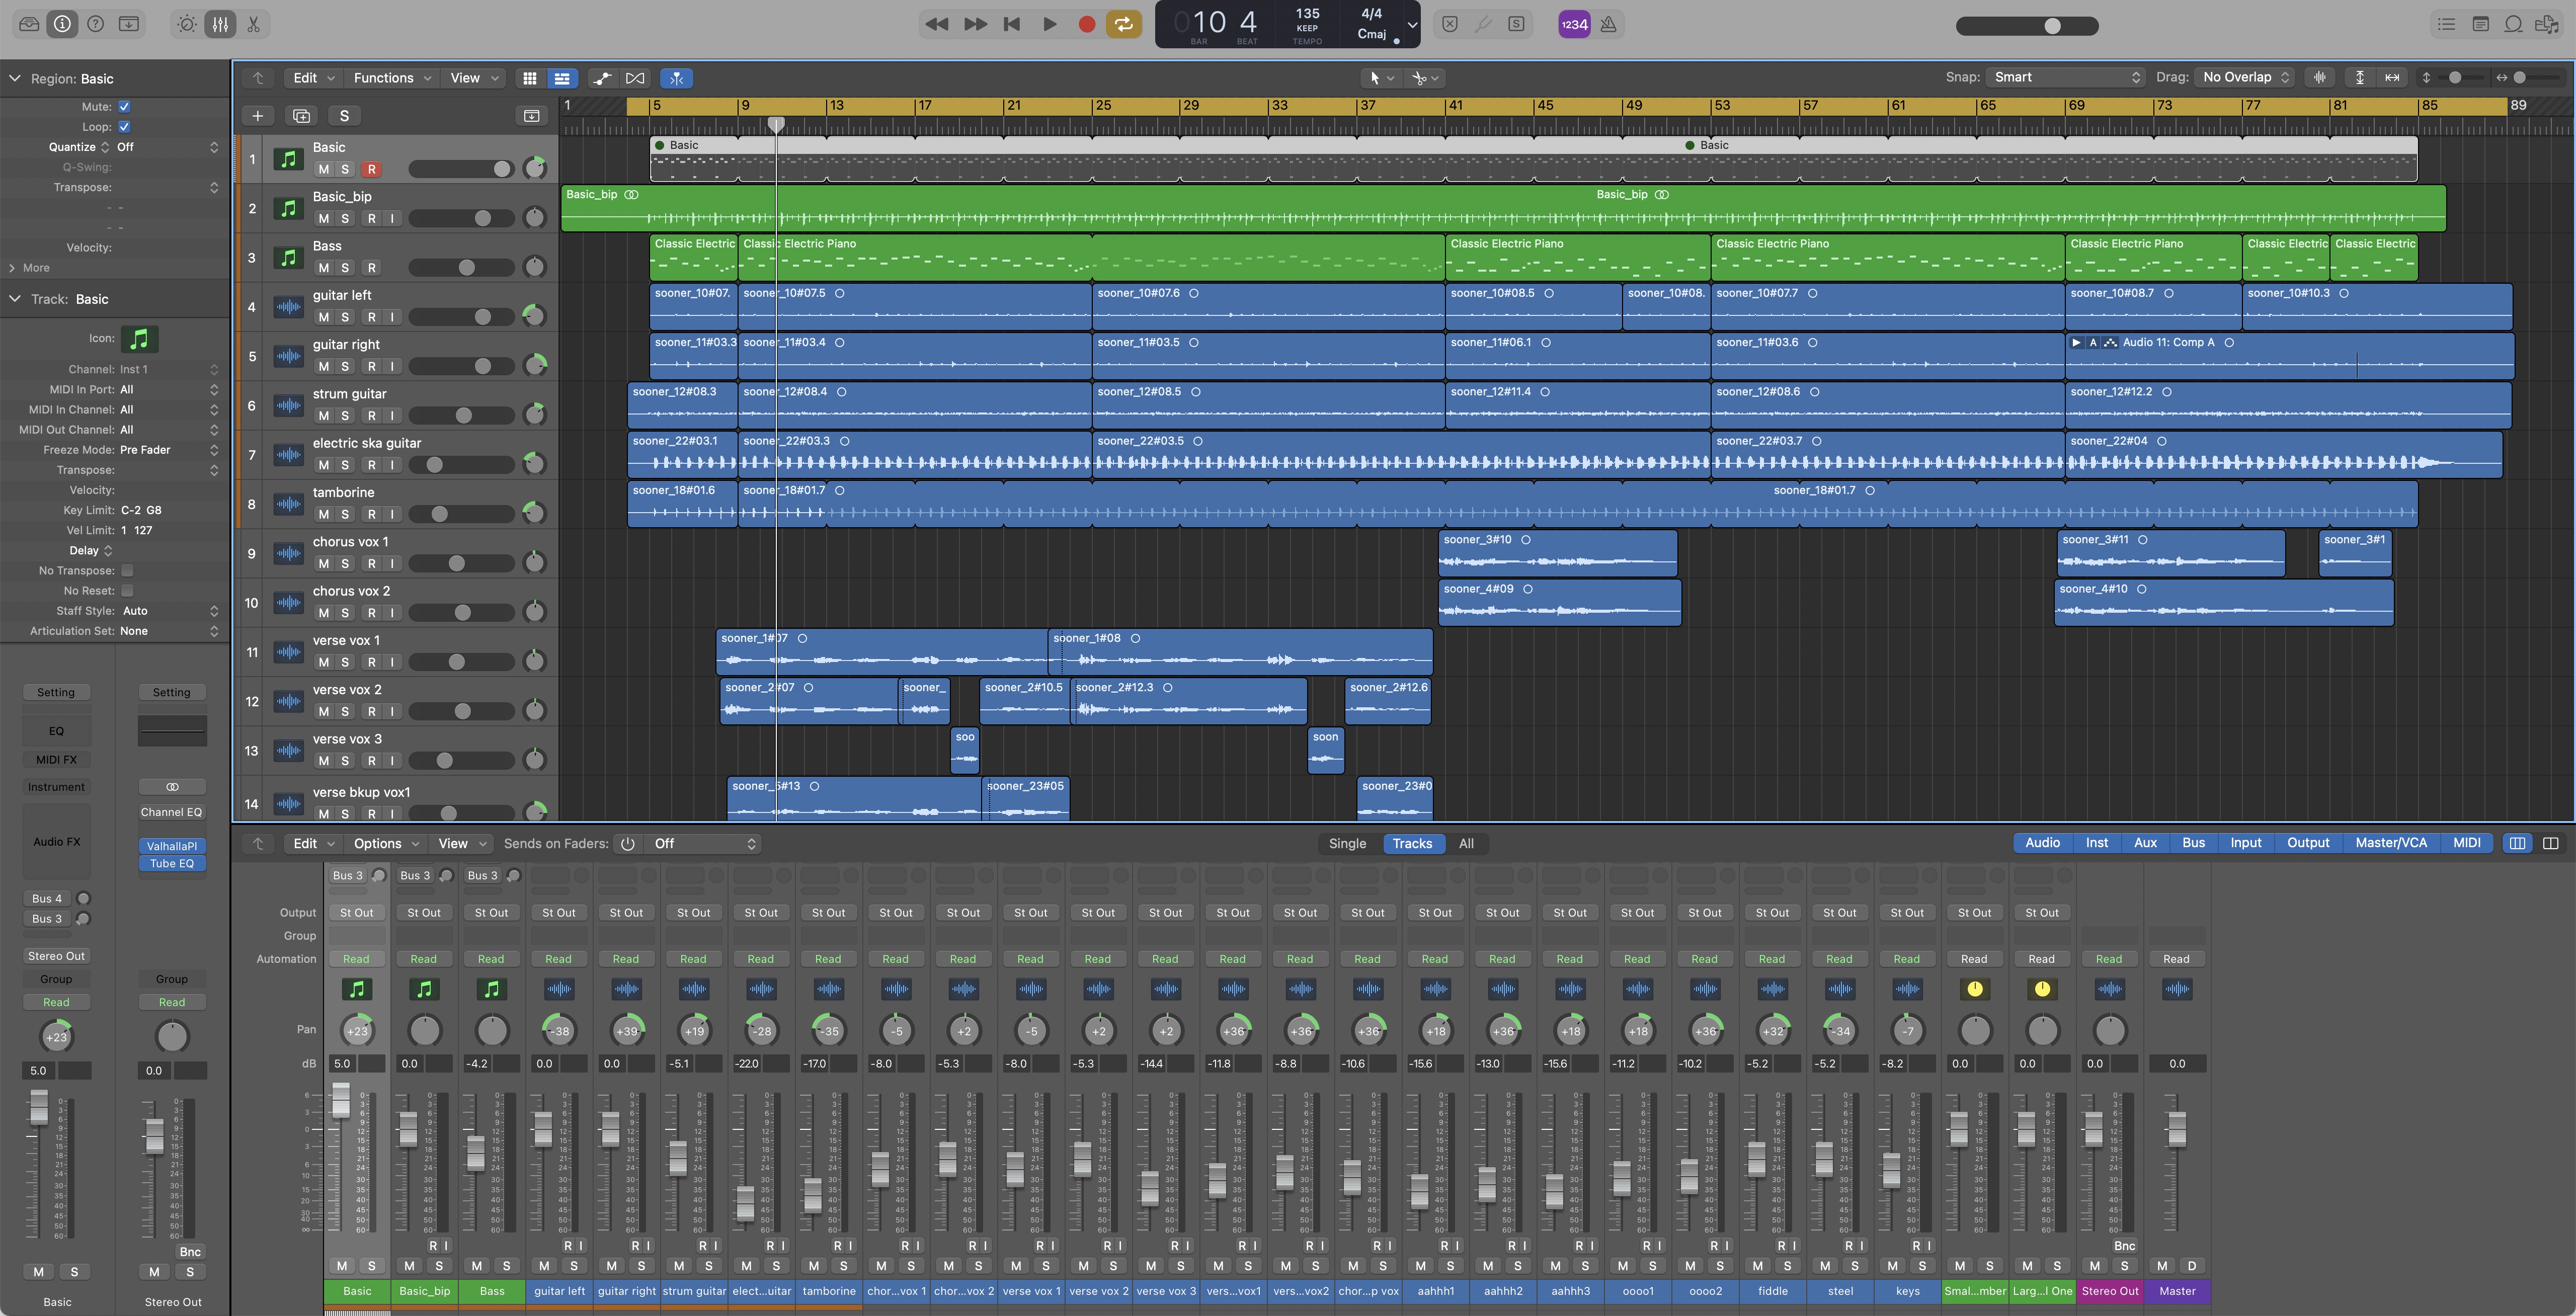 010 4
BAR BEAT
135
KEEP
TEMPO
4/4
Cmaj
S
1234
Region: Basic
Mute:
Loop:
Quantize Off
Q-Swing:
Transpose:
- -
- -
Velocity:
More
Track: Basic
Icon:
Channel: Inst 1
MIDI In Port: All
MIDI In Channel: All
MIDI Out Channel: All
Freeze Mode: Pre Fader
Transpose:
Velocity:
Key Limit: C-2 G8
Vel Limit: 1 127
Delay
No Transpose:
No Reset:
Staff Style: Auto
Articulation Set: None
Setting Setting
EQ
MIDI FX
Instrument
Channel EQ
Audio FX
ValhallaPl
Tube EQ
Bus 4
Bus 3
Stereo Out
Group Group
Read Read
+23
5.0 0.0
Bnc
M S M S
Basic Stereo Out
Edit Functions View
Snap: Smart Drag: No Overlap
S
1 5 9 13 17 21 25 29 33 37 41 45 49 53 57 61 65 69 73 77 81 85 89
1 Basic
M S R
Basic Basic
2 Basic_bip
M S R I
Basic_bip Basic_bip
3 Bass
M S R
Classic Electric Classic Electric Piano Classic Electric Piano Classic Electric Piano Classic Electric Piano Classic Electric Classic Electric
4 guitar left
M S R I
sooner_10#07. sooner_10#07.5 sooner_10#07.6 sooner_10#08.5 sooner_10#08. sooner_10#07.7 sooner_10#08.7 sooner_10#10.3
5 guitar right
M S R I
sooner_11#03.3 sooner_11#03.4 sooner_11#03.5 sooner_11#06.1 sooner_11#03.6 A Audio 11: Comp A
6 strum guitar
M S R I
sooner_12#08.3 sooner_12#08.4 sooner_12#08.5 sooner_12#11.4 sooner_12#08.6 sooner_12#12.2
7 electric ska guitar
M S R I
sooner_22#03.1 sooner_22#03.3 sooner_22#03.5 sooner_22#03.7 sooner_22#04
8 tamborine
M S R I
sooner_18#01.6 sooner_18#01.7 sooner_18#01.7
9 chorus vox 1
M S R I
sooner_3#10 sooner_3#11 sooner_3#1
10 chorus vox 2
M S R I
sooner_4#09 sooner_4#10
11 verse vox 1
M S R I
sooner_1#07 sooner_1#08
12 verse vox 2
M S R I
sooner_2#07 sooner_ sooner_2#10.5 sooner_2#12.3 sooner_2#12.6
13 verse vox 3
M S R I
soo soon
14 verse bkup vox1
M S R I
sooner_5#13 sooner_23#05 sooner_23#0
Edit Options View Sends on Faders: Off
Single Tracks All
Audio Inst Aux Bus Input Output Master/VCA MIDI
Bus 3 Bus 3 Bus 3
Output St Out St Out St Out St Out St Out St Out St Out St Out St Out St Out St Out St Out St Out St Out St Out St Out St Out St Out St Out St Out St Out St Out St Out St Out St Out St Out
Group
Automation Read Read Read Read Read Read Read Read Read Read Read Read Read Read Read Read Read Read Read Read Read Read Read Read Read Read Read Read
Pan +23 -38 +39 +19 -28 -35 -5 +2 -5 +2 +2 +36 +36 +36 +18 +36 +18 +18 +36 +32 -34 -7
dB 5.0 0.0 -4.2 0.0 0.0 -5.1 -22.0 -17.0 -8.0 -5.3 -8.0 -5.3 -14.4 -11.8 -8.8 -10.6 -15.6 -13.0 -15.6 -11.2 -10.2 -5.2 -5.2 -8.2 0.0 0.0 0.0 0.0
R I R I R I R I R I R I R I R I R I R I R I R I R I R I R I R I R I R I R I R I R I R I Bnc
M S M S M S M S M S M S M S M S M S M S M S M S M S M S M S M S M S M S M S M S M S M S M S M S M S M S M S M D
Basic Basic_bip Bass guitar left guitar right strum guitar elect...uitar tamborine chor...vox 1 chor...vox 2 verse vox 1 verse vox 2 verse vox 3 vers...vox1 vers...vox2 chor...p vox aahhh1 aahhh2 aahhh3 oooo1 oooo2 fiddle steel keys Smal...mber Larg...l One Stereo Out Master